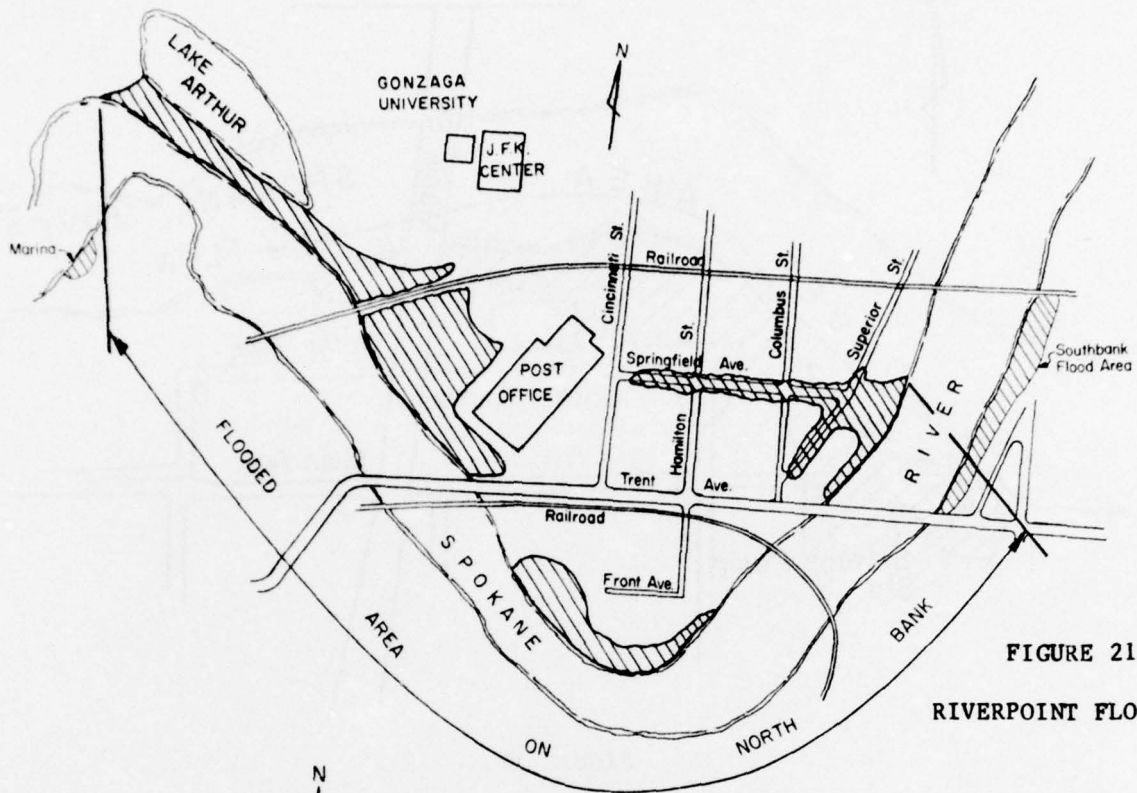 LAKE
ARTHUR
GONZAGA
UNIVERSITY
N
J.F.K.
CENTER
Marina
Cincinnati St.
Railroad
Hamilton St.
Columbus St.
Superior St.
Springfield Ave.
POST
OFFICE
Southbank
Flood Area
FLOODED AREA ON NORTH BANK
SPOKANE RIVER
Trent Ave.
Railroad
Front Ave.
FIGURE 21
RIVERPOINT FLO
N